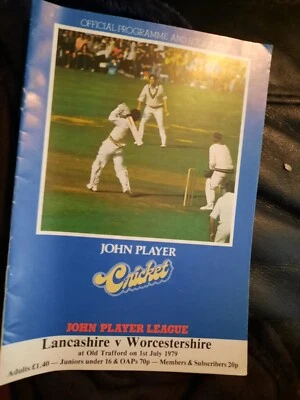 OFFICIAL PROGRAMME AND
JOHN PLAYER
Cricket
JOHN PLAYER LEAGUE
Lancashire v Worcestershire
at Old Trafford on 1st July 1979
Adults £1.40 — Juniors under 16 & OAPs 70p — Members & Subscribers 20p